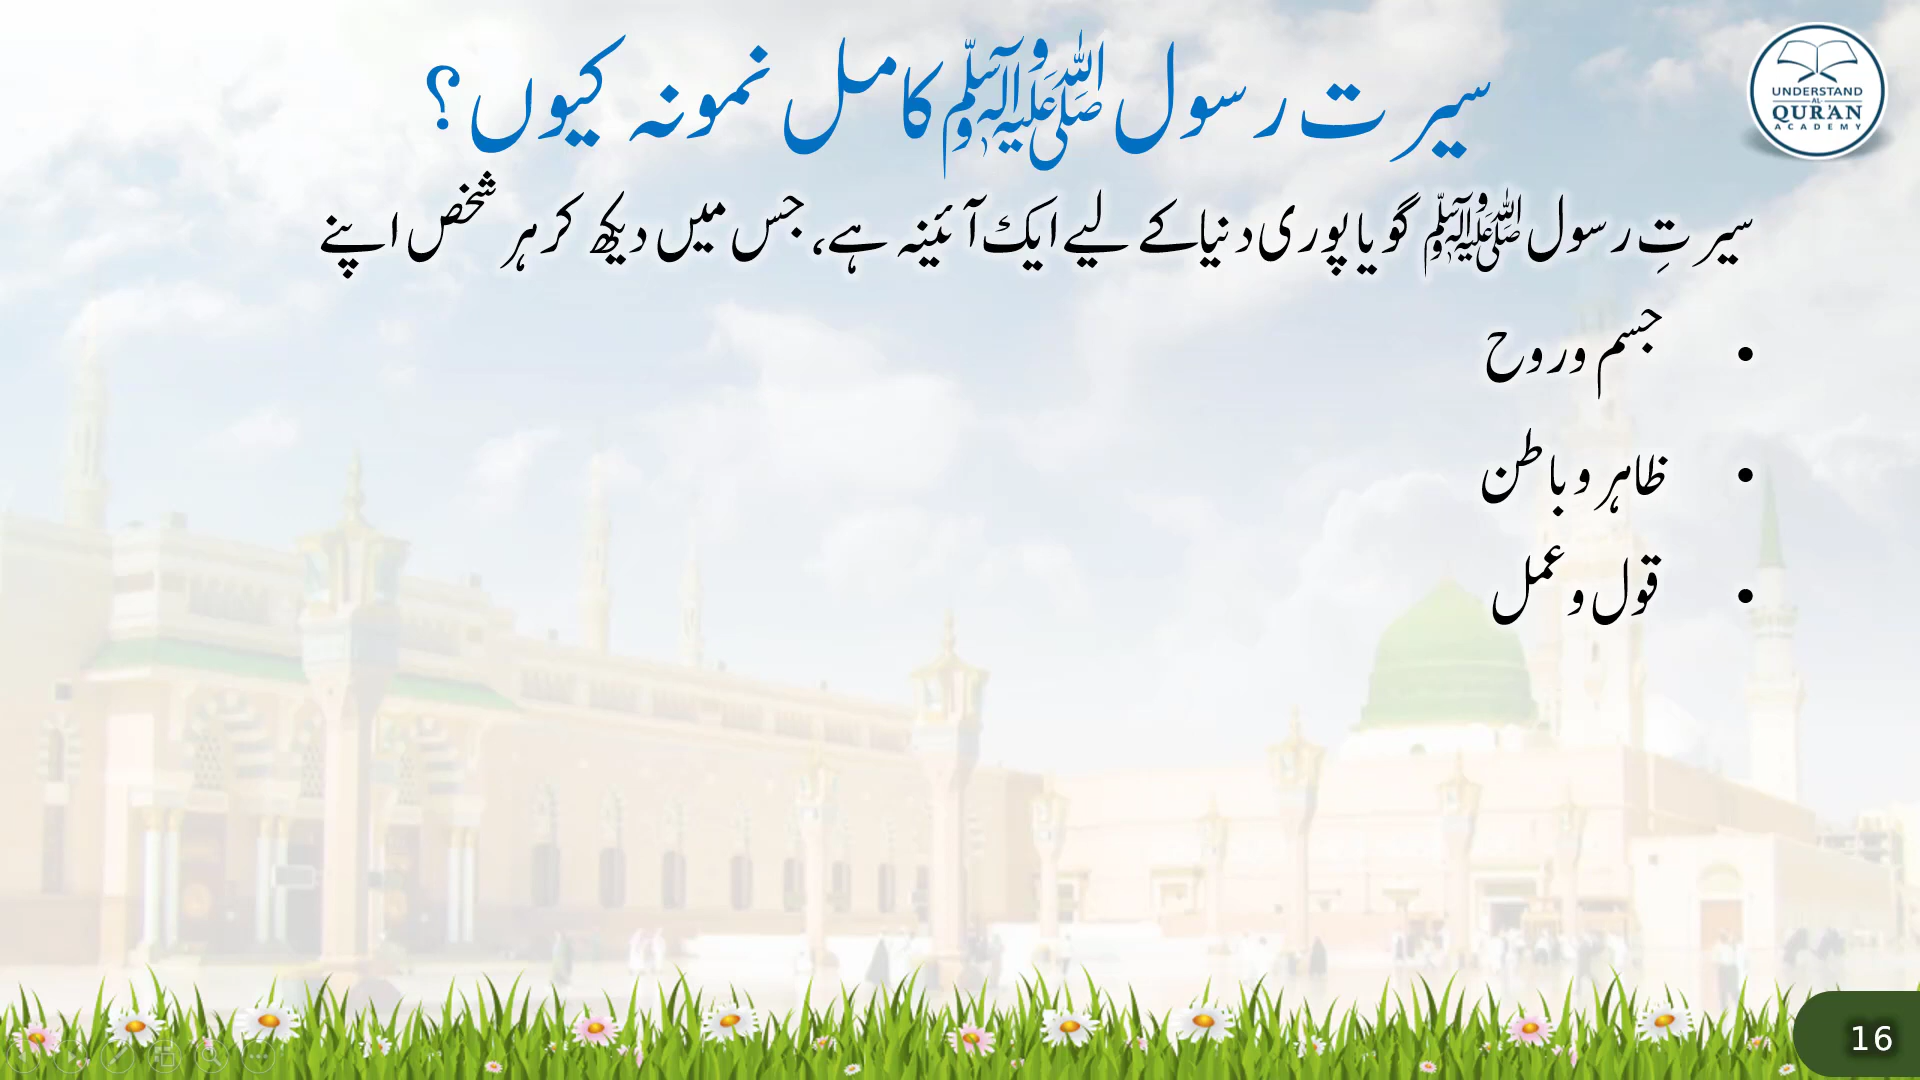 سیرت رسول ﷺ کامل نمونہ کیوں؟
سیرتِ رسول ﷺ گویا پوری دنیا کے لیے ایک آئینہ ہے، جس میں دیکھ کر ہر شخص اپنے
• جسم و روح
• ظاہر و باطن
• قول و عمل
UNDERSTAND
AL-
QUR'AN
ACADEMY
16